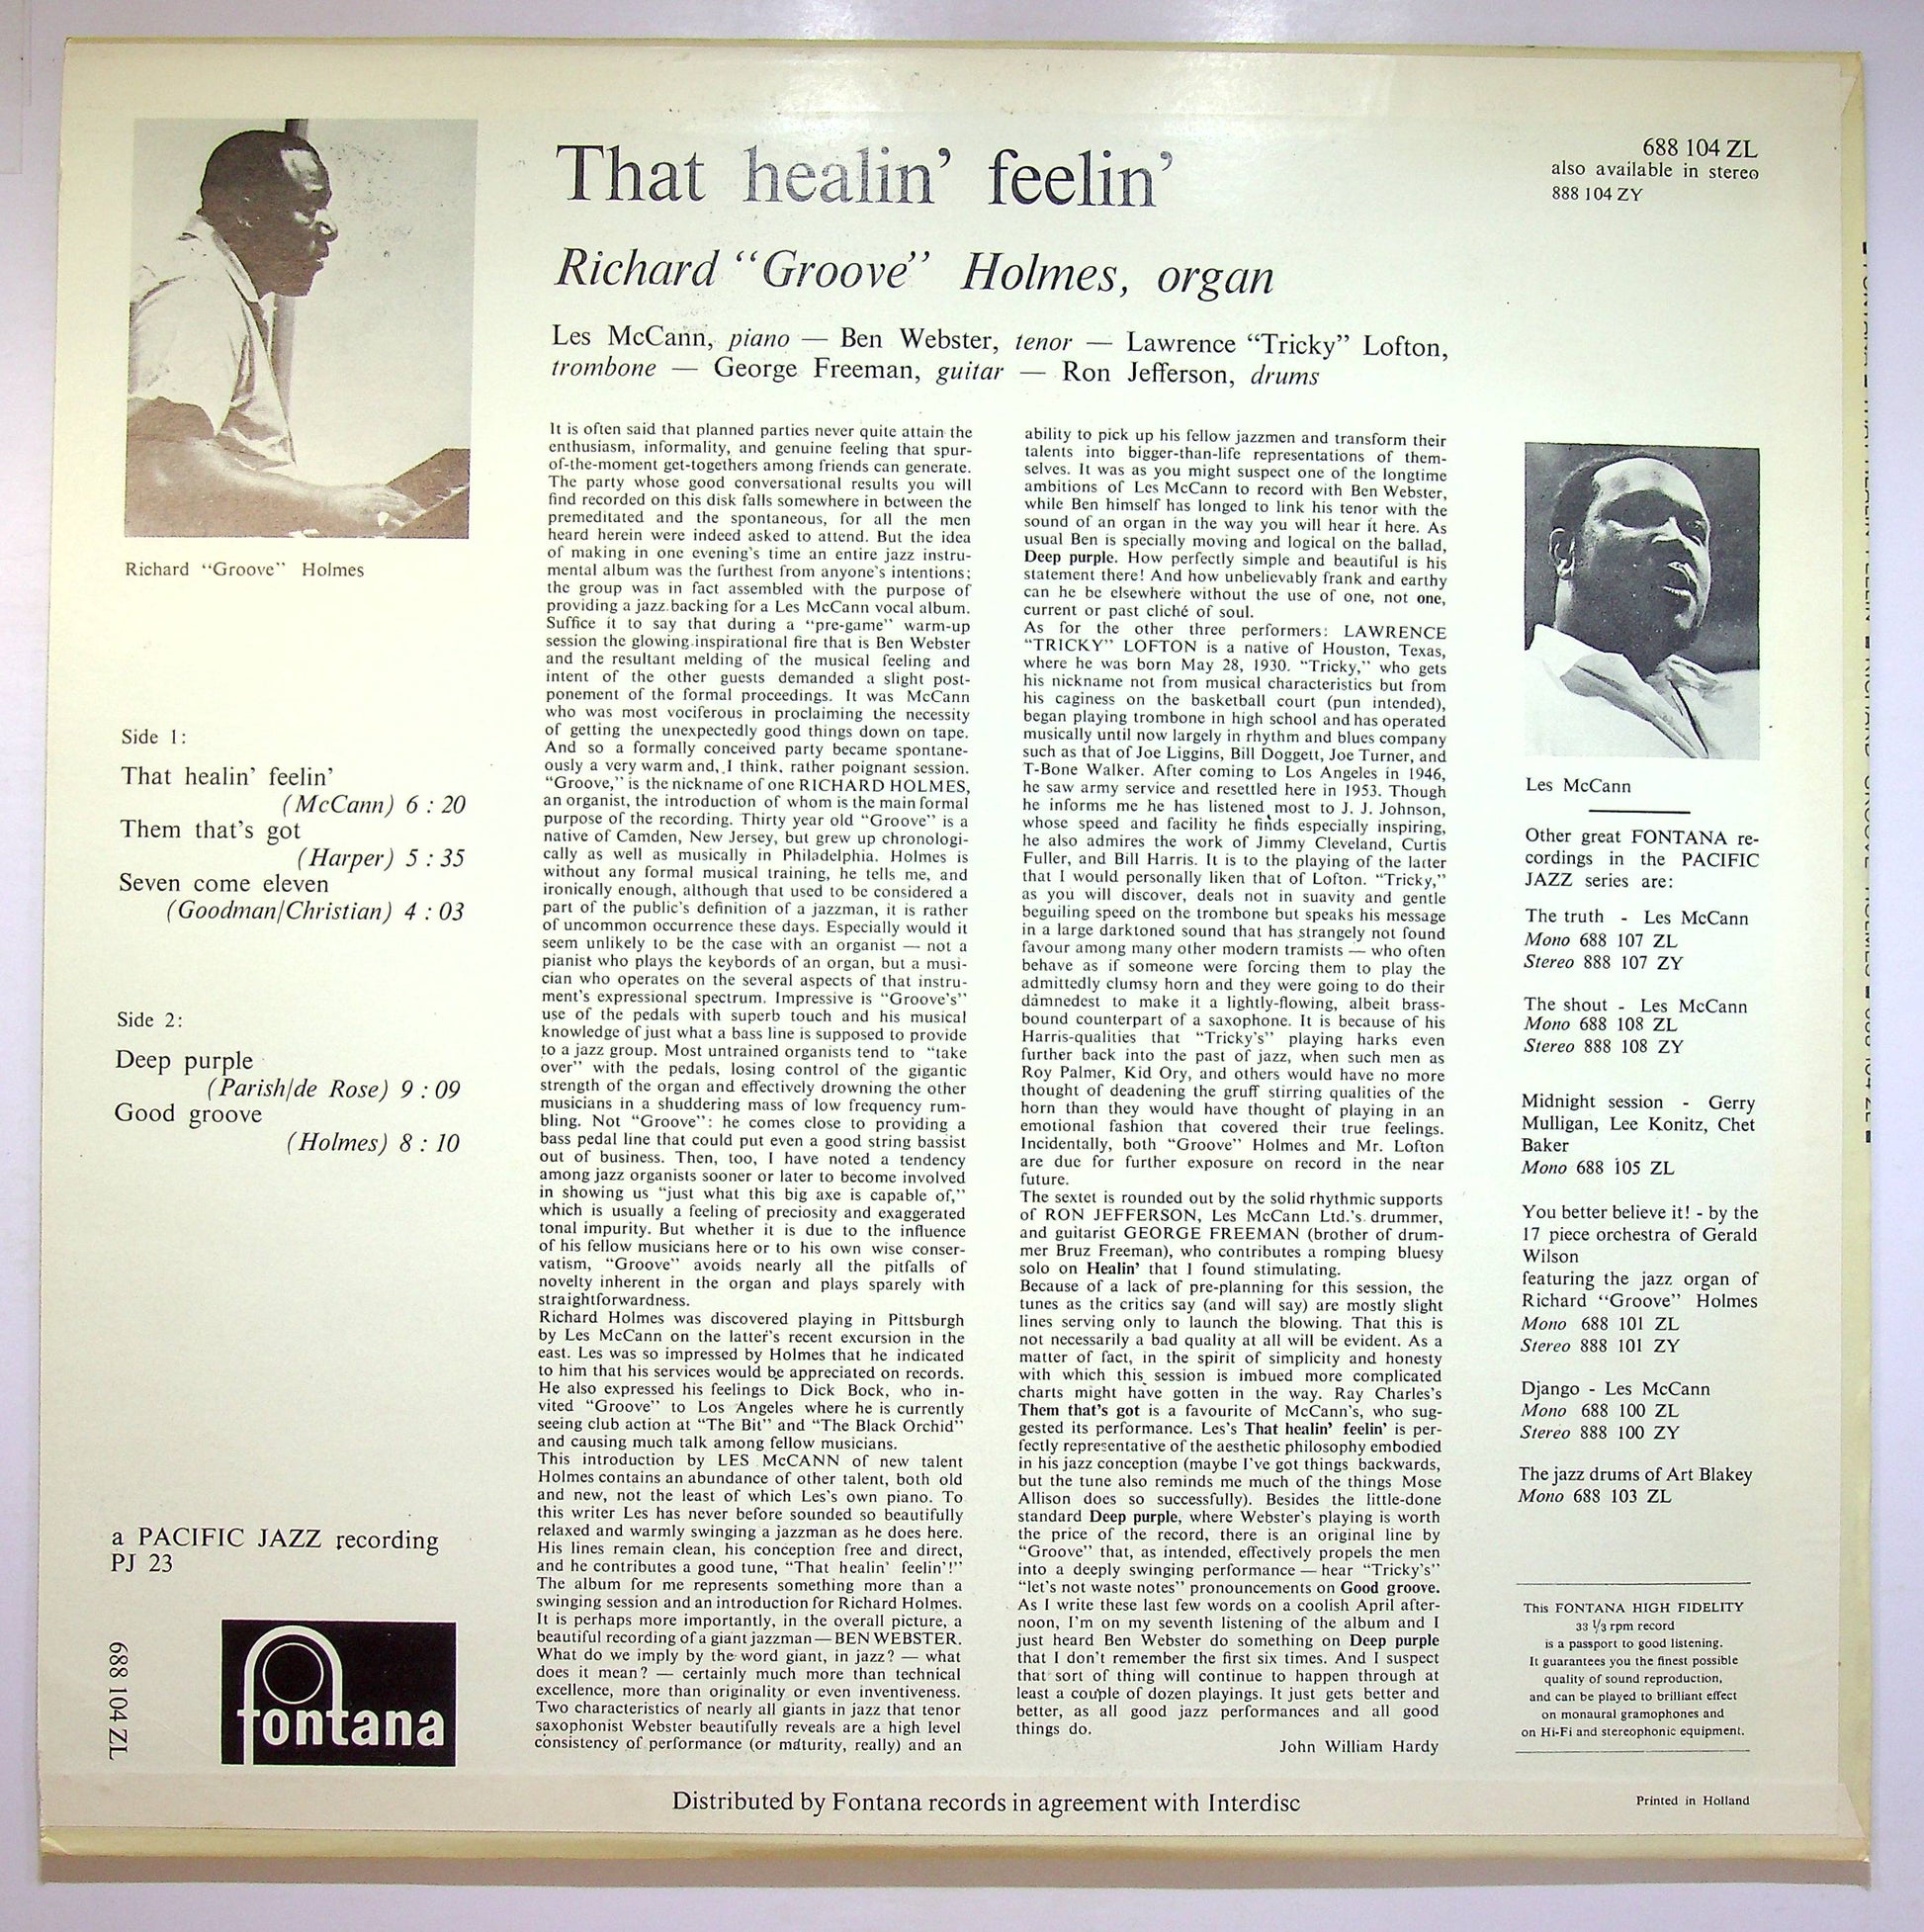 That healin' feelin'
Richard “Groove” Holmes, organ
Les McCann, piano — Ben Webster, tenor — Lawrence “Tricky” Lofton,
trombone — George Freeman, guitar — Ron Jefferson, drums
688 104 ZL
also available in stereo
888 104 ZY
Richard “Groove” Holmes
Side 1:
That healin' feelin'
(McCann) 6 : 20
Them that's got
(Harper) 5 : 35
Seven come eleven
(Goodman/Christian) 4 : 03
Side 2:
Deep purple
(Parish/de Rose) 9 : 09
Good groove
(Holmes) 8 : 10
a PACIFIC JAZZ recording
PJ 23
688 104 ZL
fontana
It is often said that planned parties never quite attain the
enthusiasm, informality, and genuine feeling that spur-
of-the-moment get-togethers among friends can generate.
The party whose good conversational results you will
find recorded on this disk falls somewhere in between the
premeditated and the spontaneous, for all the men
heard herein were indeed asked to attend. But the idea
of making in one evening's time an entire jazz instru-
mental album was the furthest from anyone's intentions;
the group was in fact assembled with the purpose of
providing a jazz backing for a Les McCann vocal album.
Suffice it to say that during a “pre-game” warm-up
session the glowing inspirational fire that is Ben Webster
and the resultant melding of the musical feeling and
intent of the other guests demanded a slight post-
ponement of the formal proceedings. It was McCann
who was most vociferous in proclaiming the necessity
of getting the unexpectedly good things down on tape.
And so a formally conceived party became spontane-
ously a very warm and, I think, rather poignant session.
“Groove,” is the nickname of one RICHARD HOLMES,
an organist, the introduction of whom is the main formal
purpose of the recording. Thirty year old “Groove” is a
native of Camden, New Jersey, but grew up chronologi-
cally as well as musically in Philadelphia. Holmes is
without any formal musical training, he tells me, and
ironically enough, although that used to be considered a
part of the public's definition of a jazzman, it is rather
of uncommon occurrence these days. Especially would it
seem unlikely to be the case with an organist — not a
pianist who plays the keybords of an organ, but a musi-
cian who operates on the several aspects of that instru-
ment's expressional spectrum. Impressive is “Groove's”
use of the pedals with superb touch and his musical
knowledge of just what a bass line is supposed to provide
to a jazz group. Most untrained organists tend to “take
over” with the pedals, losing control of the gigantic
strength of the organ and effectively drowning the other
musicians in a shuddering mass of low frequency rum-
bling. Not “Groove”: he comes close to providing a
bass pedal line that could put even a good string bassist
out of business. Then, too, I have noted a tendency
among jazz organists sooner or later to become involved
in showing us “just what this big axe is capable of,”
which is usually a feeling of preciosity and exaggerated
tonal impurity. But whether it is due to the influence
of his fellow musicians here or to his own wise conser-
vatism, “Groove” avoids nearly all the pitfalls of
novelty inherent in the organ and plays sparely with
straightforwardness.
Richard Holmes was discovered playing in Pittsburgh
by Les McCann on the latter's recent excursion in the
east. Les was so impressed by Holmes that he indicated
to him that his services would be appreciated on records.
He also expressed his feelings to Dick Bock, who in-
vited “Groove” to Los Angeles where he is currently
seeing club action at “The Bit” and “The Black Orchid”
and causing much talk among fellow musicians.
This introduction by LES McCANN of new talent
Holmes contains an abundance of other talent, both old
and new, not the least of which Les's own piano. To
this writer Les has never before sounded so beautifully
relaxed and warmly swinging a jazzman as he does here.
His lines remain clean, his conception free and direct,
and he contributes a good tune, “That healin' feelin'!”
The album for me represents something more than a
swinging session and an introduction for Richard Holmes.
It is perhaps more importantly, in the overall picture, a
beautiful recording of a giant jazzman — BEN WEBSTER.
What do we imply by the word giant, in jazz? — what
does it mean? — certainly much more than technical
excellence, more than originality or even inventiveness.
Two characteristics of nearly all giants in jazz that tenor
saxophonist Webster beautifully reveals are a high level
consistency of performance (or maturity, really) and an
ability to pick up his fellow jazzmen and transform their
talents into bigger-than-life representations of them-
selves. It was as you might suspect one of the longtime
ambitions of Les McCann to record with Ben Webster,
while Ben himself has longed to link his tenor with the
sound of an organ in the way you will hear it here. As
usual Ben is specially moving and logical on the ballad,
Deep purple. How perfectly simple and beautiful is his
statement there! And how unbelievably frank and earthy
can he be elsewhere without the use of one, not one,
current or past cliché of soul.
As for the other three performers: LAWRENCE
“TRICKY” LOFTON is a native of Houston, Texas,
where he was born May 28, 1930. “Tricky,” who gets
his nickname not from musical characteristics but from
his caginess on the basketball court (pun intended),
began playing trombone in high school and has operated
musically until now largely in rhythm and blues company
such as that of Joe Liggins, Bill Doggett, Joe Turner, and
T-Bone Walker. After coming to Los Angeles in 1946,
he saw army service and resettled here in 1953. Though
he informs me he has listened most to J. J. Johnson,
whose speed and facility he finds especially inspiring,
he also admires the work of Jimmy Cleveland, Curtis
Fuller, and Bill Harris. It is to the playing of the latter
that I would personally liken that of Lofton. “Tricky,”
as you will discover, deals not in suavity and gentle
beguiling speed on the trombone but speaks his message
in a large darktoned sound that has strangely not found
favour among many other modern tramists — who often
behave as if someone were forcing them to play the
admittedly clumsy horn and they were going to do their
damnedest to make it a lightly-flowing, albeit brass-
bound counterpart of a saxophone. It is because of his
Harris-qualities that “Tricky's” playing harks even
further back into the past of jazz, when such men as
Roy Palmer, Kid Ory, and others would have no more
thought of deadening the gruff stirring qualities of the
horn than they would have thought of playing in an
emotional fashion that covered their true feelings.
Incidentally, both “Groove” Holmes and Mr. Lofton
are due for further exposure on record in the near
future.
The sextet is rounded out by the solid rhythmic supports
of RON JEFFERSON, Les McCann Ltd.'s drummer,
and guitarist GEORGE FREEMAN (brother of drum-
mer Bruz Freeman), who contributes a romping bluesy
solo on Healin' that I found stimulating.
Because of a lack of pre-planning for this session, the
tunes as the critics say (and will say) are mostly slight
lines serving only to launch the blowing. That this is
not necessarily a bad quality at all will be evident. As a
matter of fact, in the spirit of simplicity and honesty
with which this session is imbued more complicated
charts might have gotten in the way. Ray Charles's
Them that's got is a favourite of McCann's, who sug-
gested its performance. Les's That healin' feelin' is per-
fectly representative of the aesthetic philosophy embodied
in his jazz conception (maybe I've got things backwards,
but the tune also reminds me much of the things Mose
Allison does so successfully). Besides the little-done
standard Deep purple, where Webster's playing is worth
the price of the record, there is an original line by
“Groove” that, as intended, effectively propels the men
into a deeply swinging performance — hear “Tricky's”
“let's not waste notes” pronouncements on Good groove.
As I write these last few words on a coolish April after-
noon, I'm on my seventh listening of the album and I
just heard Ben Webster do something on Deep purple
that I don't remember the first six times. And I suspect
that sort of thing will continue to happen through at
least a couple of dozen playings. It just gets better and
better, as all good jazz performances and all good
things do.
John William Hardy
Les McCann
Other great FONTANA re-
cordings in the PACIFIC
JAZZ series are:
The truth - Les McCann
Mono 688 107 ZL
Stereo 888 107 ZY
The shout - Les McCann
Mono 688 108 ZL
Stereo 888 108 ZY
Midnight session - Gerry
Mulligan, Lee Konitz, Chet
Baker
Mono 688 105 ZL
You better believe it! - by the
17 piece orchestra of Gerald
Wilson
featuring the jazz organ of
Richard “Groove” Holmes
Mono 688 101 ZL
Stereo 888 101 ZY
Django - Les McCann
Mono 688 100 ZL
Stereo 888 100 ZY
The jazz drums of Art Blakey
Mono 688 103 ZL
This FONTANA HIGH FIDELITY
33 1/3 rpm record
is a passport to good listening.
It guarantees you the finest possible
quality of sound reproduction,
and can be played to brilliant effect
on monaural gramophones and
on Hi-Fi and stereophonic equipment.
Distributed by Fontana records in agreement with Interdisc
Printed in Holland